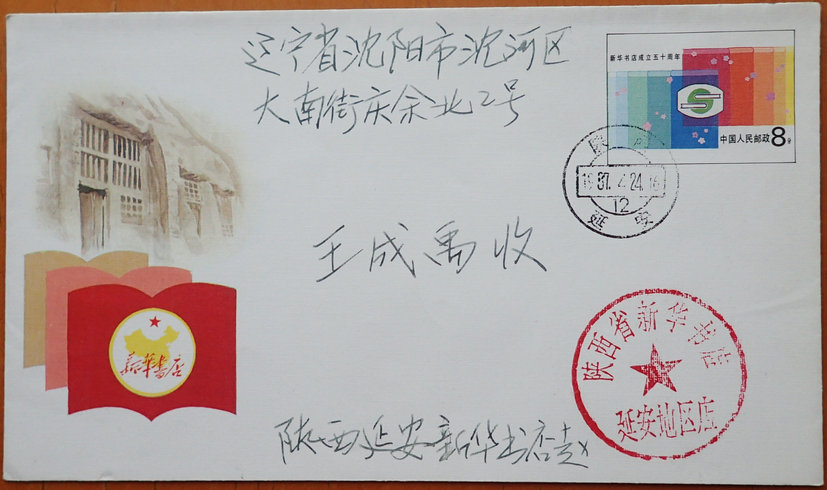 辽宁省沈阳市沈河区
大南街庆余北2号
新华书店成立五十周年
中国人民邮政 8分
1987.4.24.16
12
王成禹收
新华书店
陕西省新华书店
延安地区店
陕西延安新华书店赵